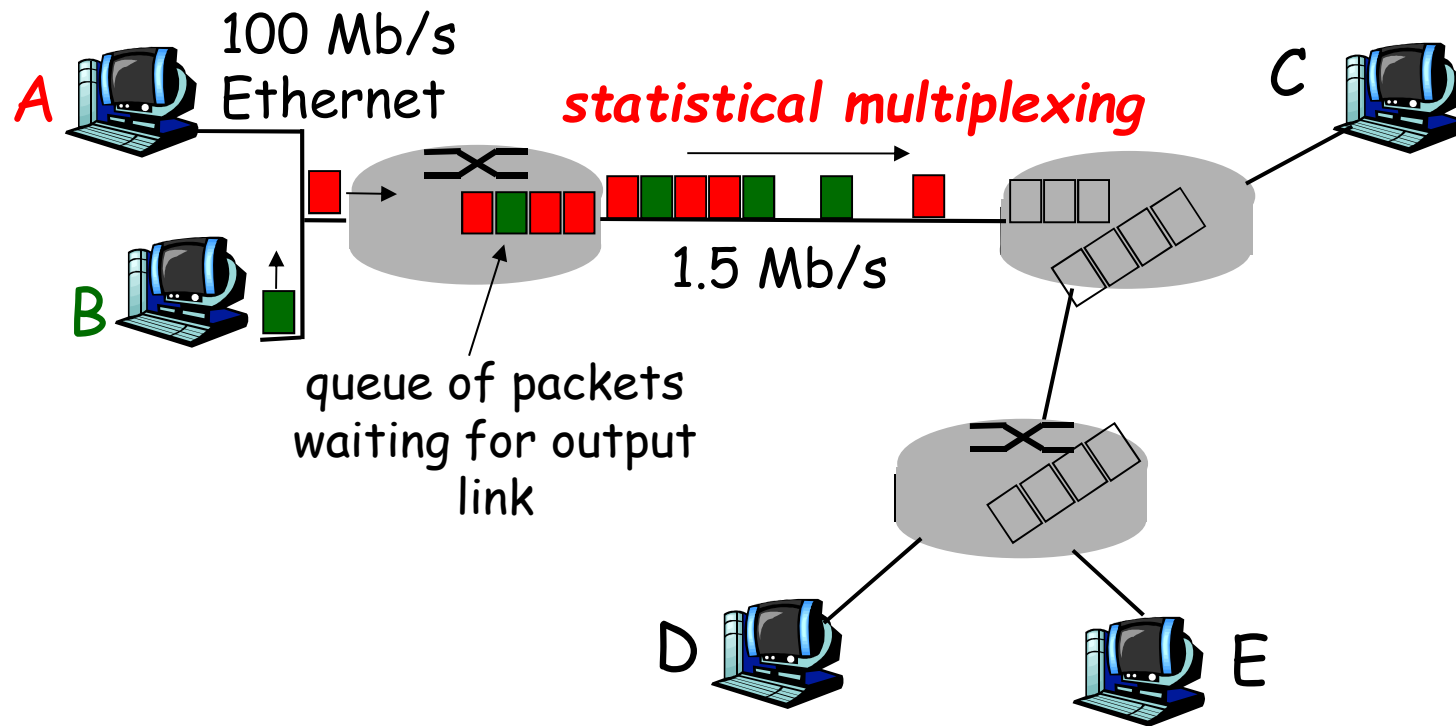 100 Mb/s
Ethernet
A
statistical multiplexing
C
B
1.5 Mb/s
queue of packets
waiting for output
link
D
E